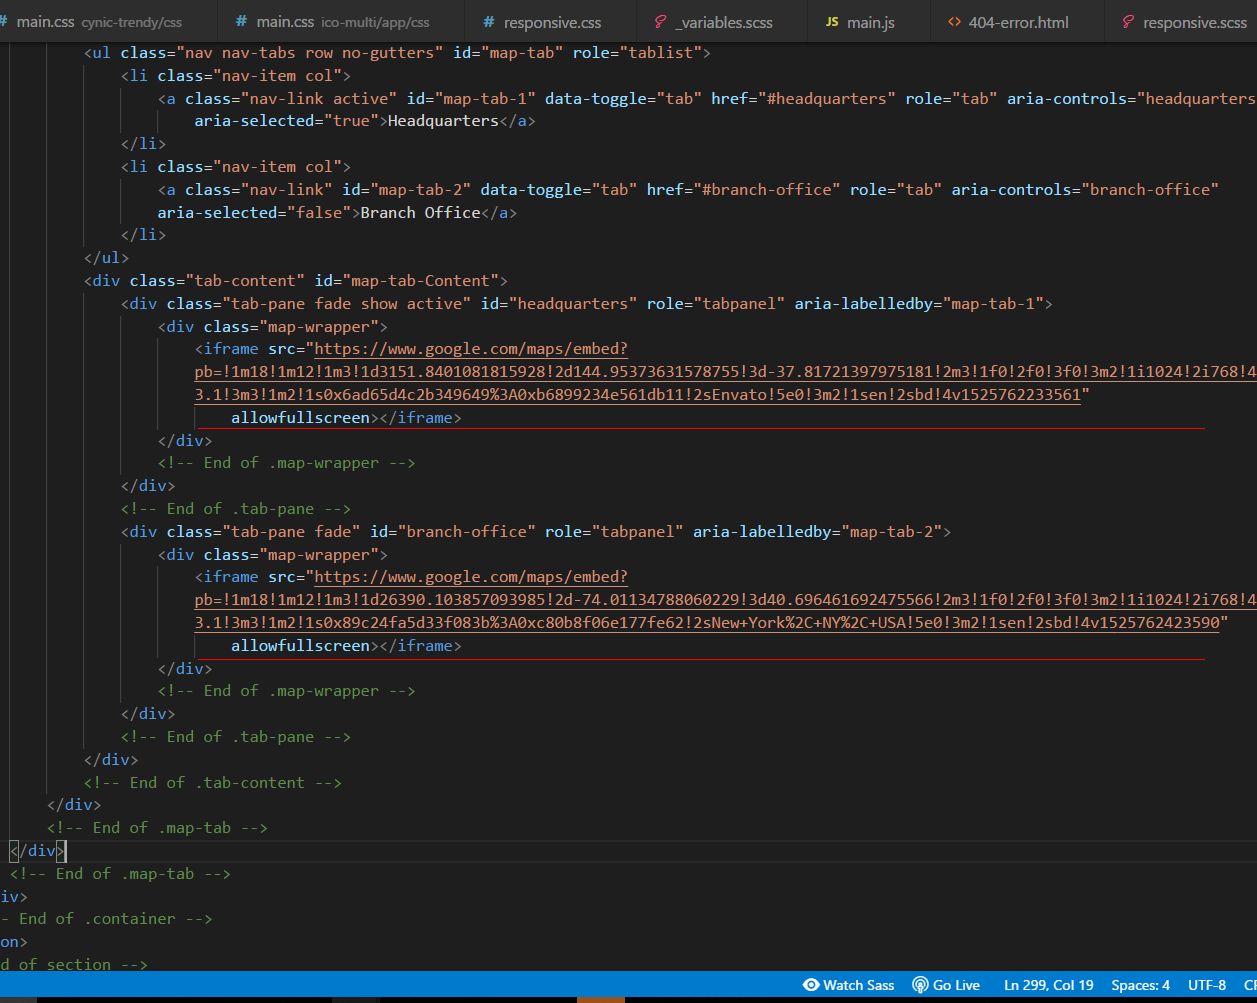 # main.css cynic-trendy/css # main.css ico-multi/app/css # responsive.css _variables.scss JS main.js <> 404-error.html responsive.scss
<ul class="nav nav-tabs row no-gutters" id="map-tab" role="tablist">
<li class="nav-item col">
<a class="nav-link active" id="map-tab-1" data-toggle="tab" href="#headquarters" role="tab" aria-controls="headquarters
aria-selected="true">Headquarters</a>
</li>
<li class="nav-item col">
<a class="nav-link" id="map-tab-2" data-toggle="tab" href="#branch-office" role="tab" aria-controls="branch-office"
aria-selected="false">Branch Office</a>
</li>
</ul>
<div class="tab-content" id="map-tab-Content">
<div class="tab-pane fade show active" id="headquarters" role="tabpanel" aria-labelledby="map-tab-1">
<div class="map-wrapper">
<iframe src="https://www.google.com/maps/embed?
pb=!1m18!1m12!1m3!1d3151.8401081815928!2d144.95373631578755!3d-37.81721397975181!2m3!1f0!2f0!3f0!3m2!1i1024!2i768!4
3.1!3m3!1m2!1s0x6ad65d4c2b349649%3A0xb6899234e561db11!2sEnvato!5e0!3m2!1sen!2sbd!4v1525762233561"
allowfullscreen></iframe>
</div>
<!-- End of .map-wrapper -->
</div>
<!-- End of .tab-pane -->
<div class="tab-pane fade" id="branch-office" role="tabpanel" aria-labelledby="map-tab-2">
<div class="map-wrapper">
<iframe src="https://www.google.com/maps/embed?
pb=!1m18!1m12!1m3!1d26390.103857093985!2d-74.01134788060229!3d40.696461692475566!2m3!1f0!2f0!3f0!3m2!1i1024!2i768!4
3.1!3m3!1m2!1s0x89c24fa5d33f083b%3A0xc80b8f06e177fe62!2sNew+York%2C+NY%2C+USA!5e0!3m2!1sen!2sbd!4v1525762423590"
allowfullscreen></iframe>
</div>
<!-- End of .map-wrapper -->
</div>
<!-- End of .tab-pane -->
</div>
<!-- End of .tab-content -->
</div>
<!-- End of .map-tab -->
</div>
<!-- End of .map-tab -->
iv>
- End of .container -->
on>
d of section -->
Watch Sass Go Live Ln 299, Col 19 Spaces: 4 UTF-8